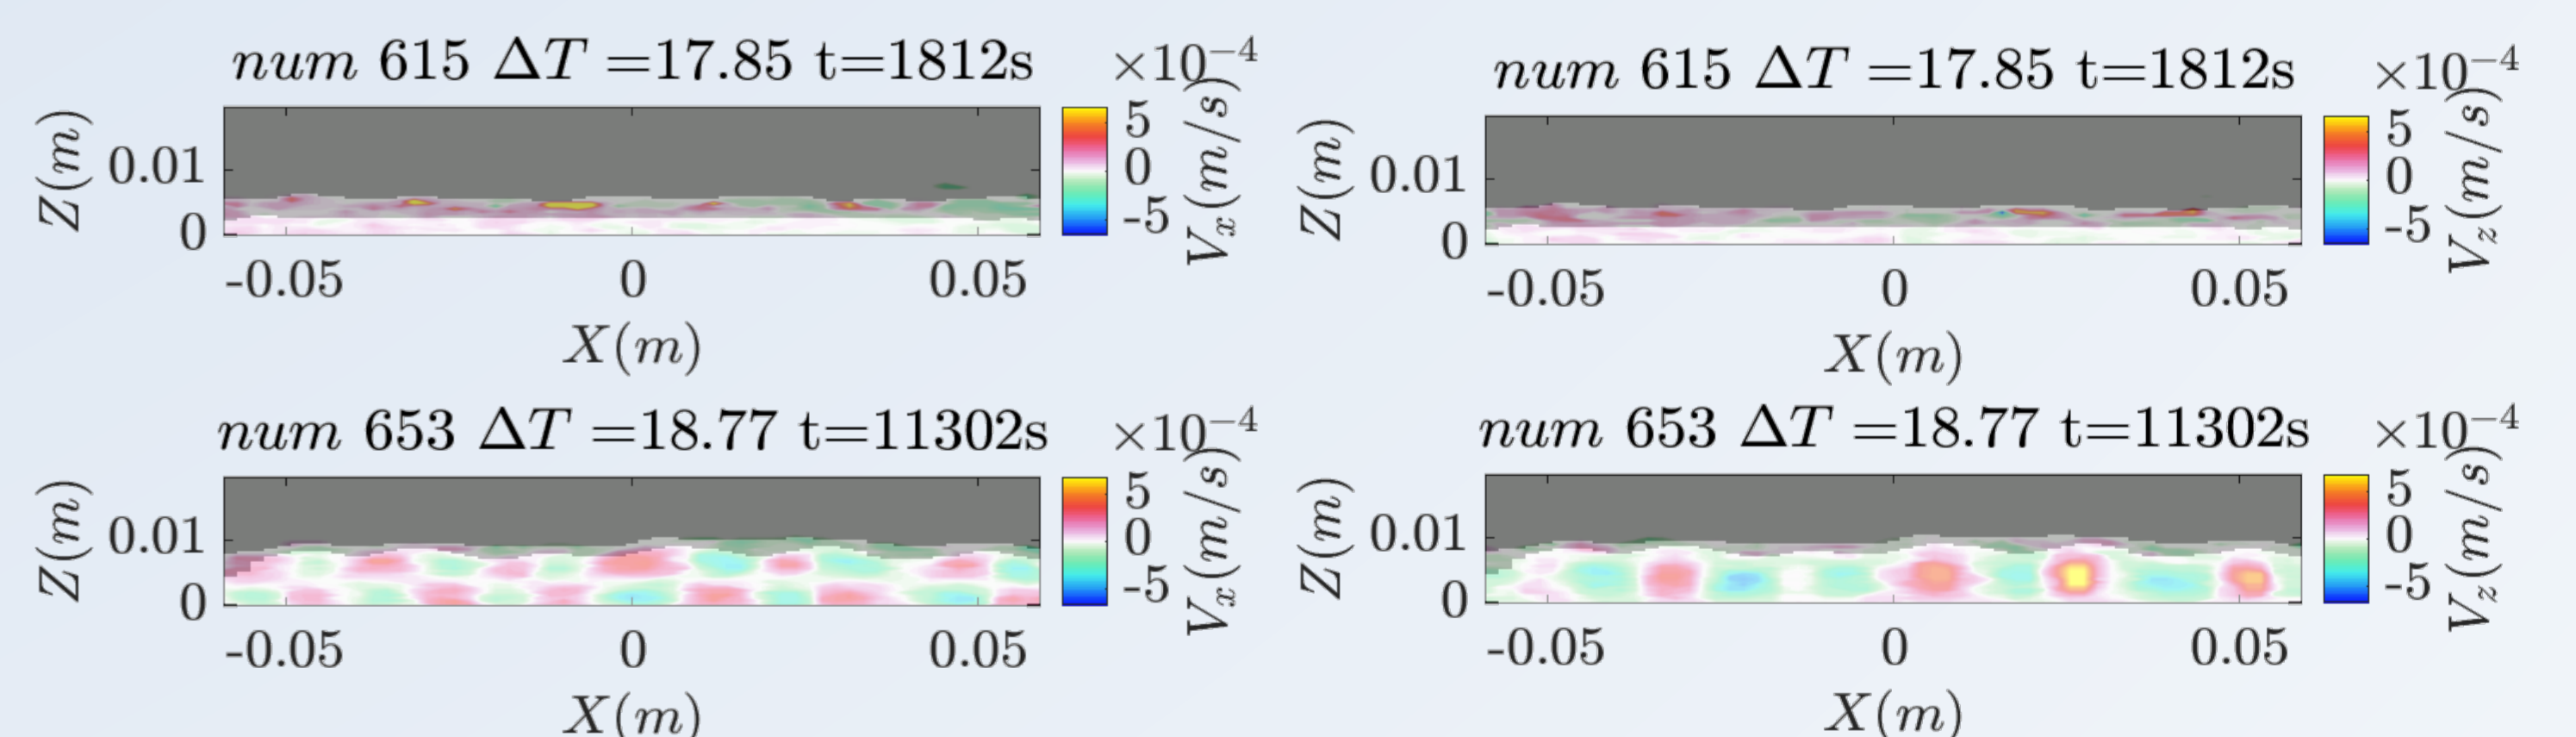 num 615 ΔT =17.85 t=1812s
×10⁻⁴
Z(m)
0.01
0
-0.05 0 0.05
X(m)
5
0
-5
Vₓ(m/s)
num 615 ΔT =17.85 t=1812s
×10⁻⁴
Z(m)
0.01
0
-0.05 0 0.05
X(m)
5
0
-5
V_z(m/s)
num 653 ΔT =18.77 t=11302s
×10⁻⁴
Z(m)
0.01
0
-0.05 0 0.05
X(m)
5
0
-5
Vₓ(m/s)
num 653 ΔT =18.77 t=11302s
×10⁻⁴
Z(m)
0.01
0
-0.05 0 0.05
X(m)
5
0
-5
V_z(m/s)